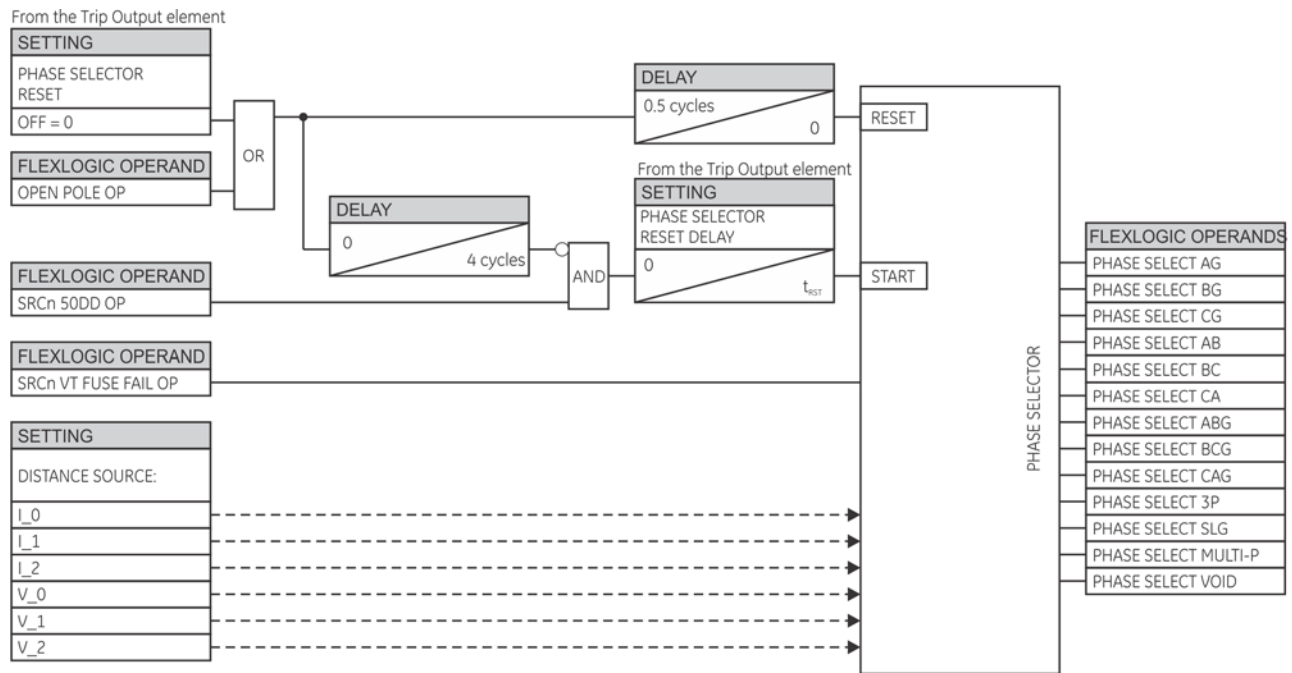 From the Trip Output element
SETTING
PHASE SELECTOR
RESET
OFF = 0
FLEXLOGIC OPERAND
OPEN POLE OP
OR
DELAY
0
4 cycles
FLEXLOGIC OPERAND
SRCn 50DD OP
AND
DELAY
0.5 cycles
0
From the Trip Output element
SETTING
PHASE SELECTOR
RESET DELAY
0
tRST
RESET
START
FLEXLOGIC OPERAND
SRCn VT FUSE FAIL OP
SETTING
DISTANCE SOURCE:
I_0
I_1
I_2
V_0
V_1
V_2
PHASE SELECTOR
FLEXLOGIC OPERANDS
PHASE SELECT AG
PHASE SELECT BG
PHASE SELECT CG
PHASE SELECT AB
PHASE SELECT BC
PHASE SELECT CA
PHASE SELECT ABG
PHASE SELECT BCG
PHASE SELECT CAG
PHASE SELECT 3P
PHASE SELECT SLG
PHASE SELECT MULTI-P
PHASE SELECT VOID